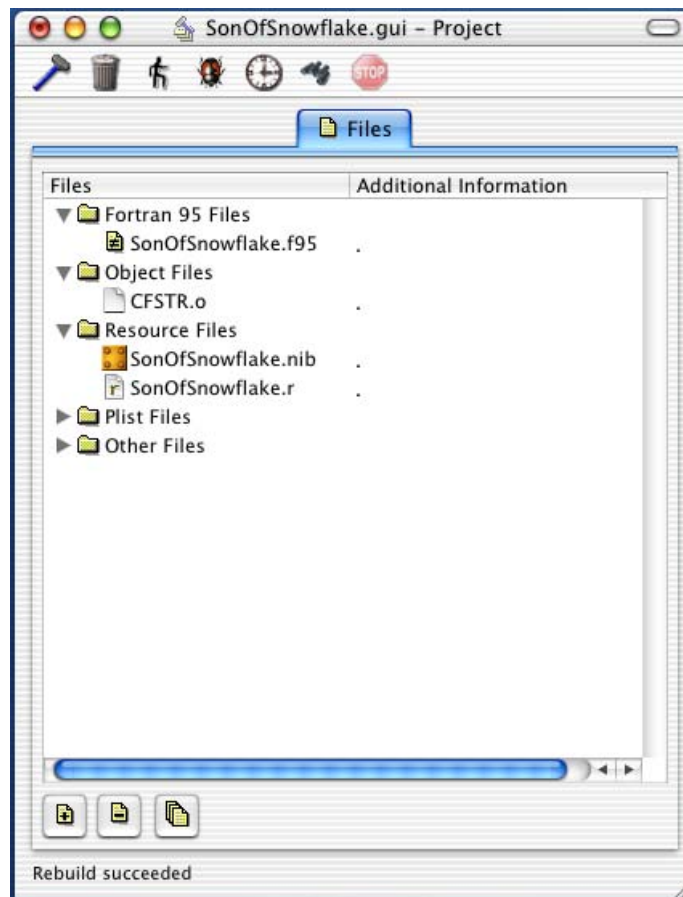 SonOfSnowflake.gui – Project
STOP
Files
Files Additional Information
Fortran 95 Files
SonOfSnowflake.f95 .
Object Files
CFSTR.o .
Resource Files
SonOfSnowflake.nib .
r SonOfSnowflake.r .
Plist Files
Other Files
Rebuild succeeded